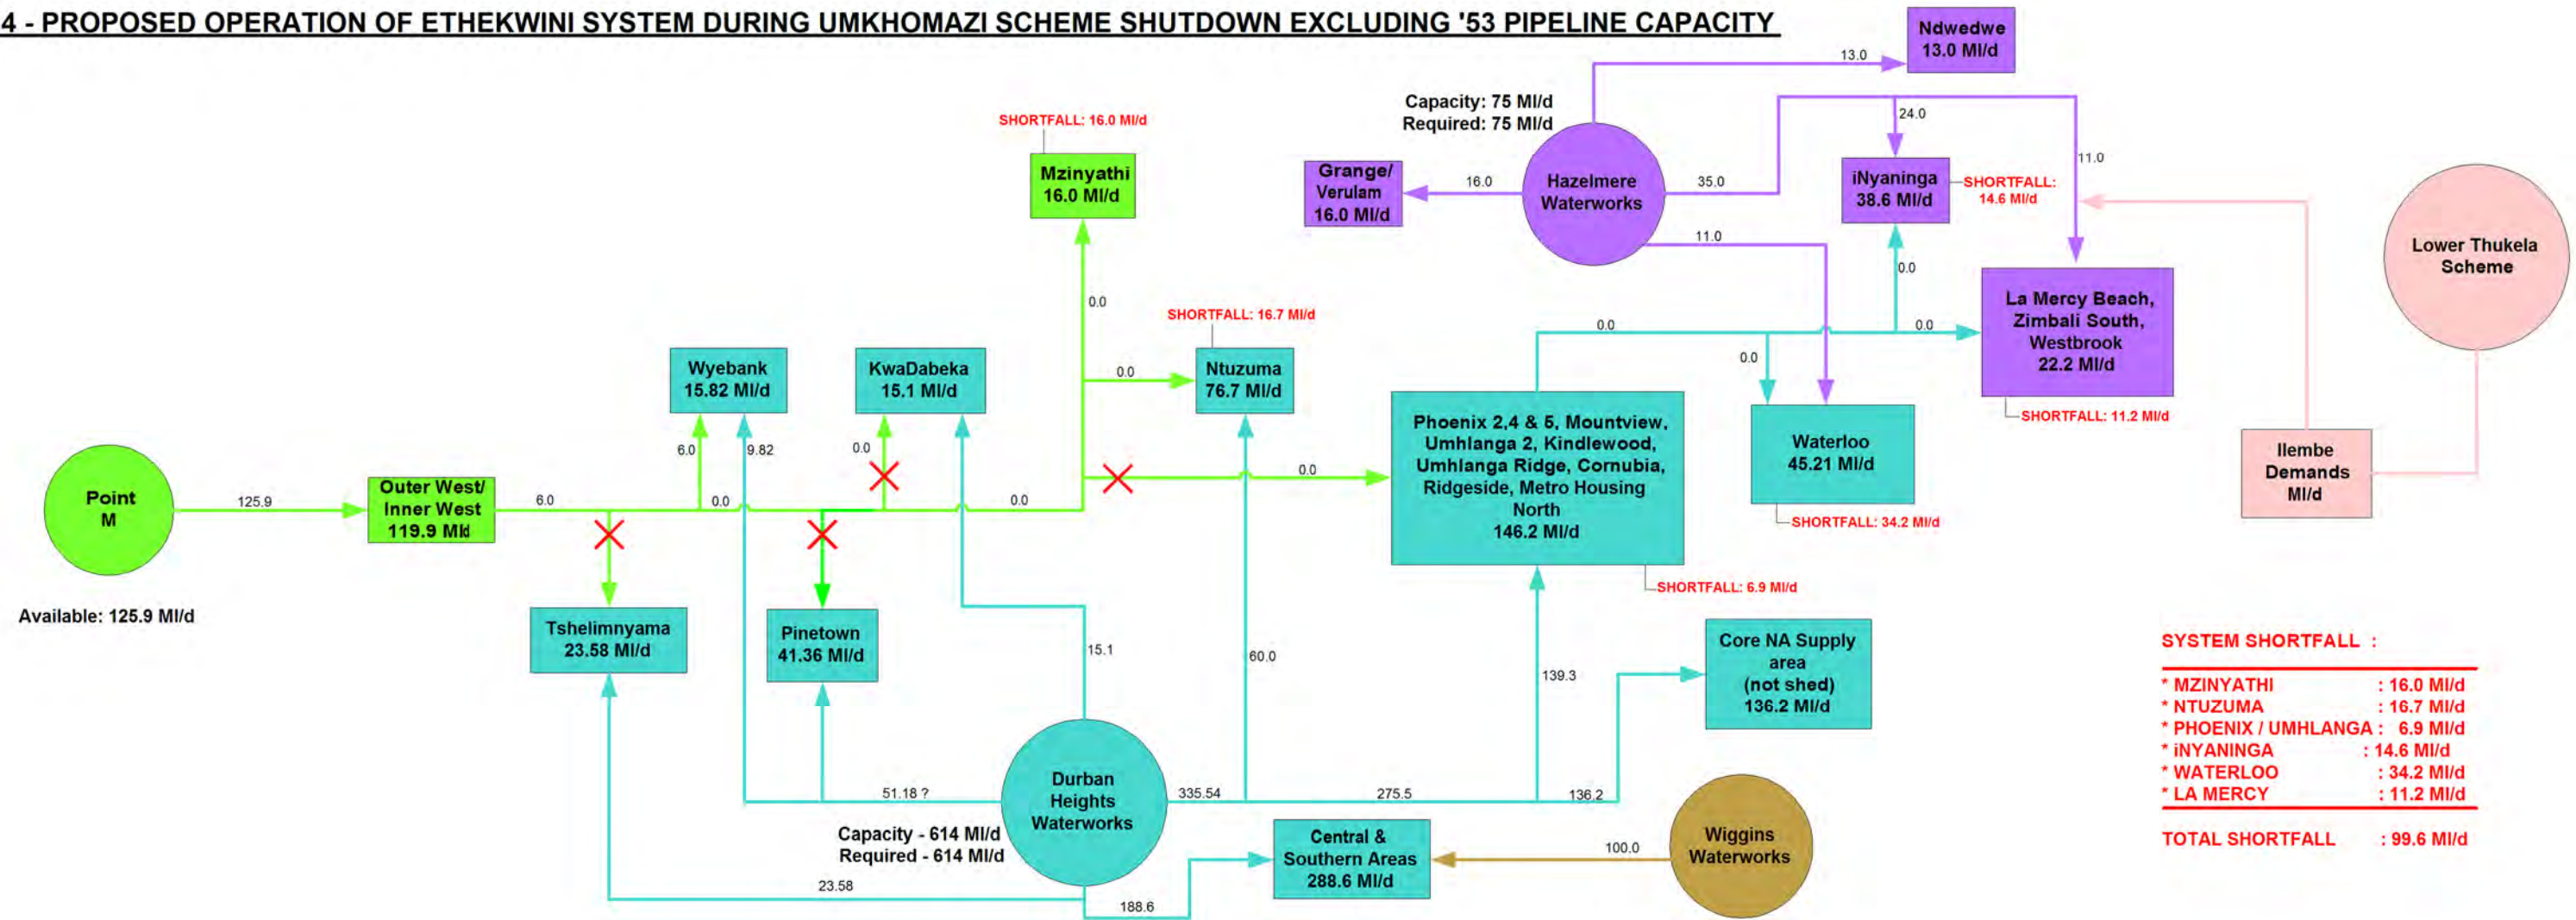 4 - PROPOSED OPERATION OF ETHEKWINI SYSTEM DURING UMKHOMAZI SCHEME SHUTDOWN EXCLUDING '53 PIPELINE CAPACITY
Point
M
Available: 125.9 Ml/d
125.9
Outer West/
Inner West
119.9 Ml/d
6.0
Tshelimnyama
23.58 Ml/d
Wyebank
15.82 Ml/d
6.0
9.82
0.0
Pinetown
41.36 Ml/d
KwaDabeka
15.1 Ml/d
0.0
0.0
SHORTFALL: 16.0 Ml/d
Mzinyathi
16.0 Ml/d
0.0
0.0
SHORTFALL: 16.7 Ml/d
Ntuzuma
76.7 Ml/d
0.0
15.1
60.0
Durban
Heights
Waterworks
Capacity - 614 Ml/d
Required - 614 Ml/d
51.18 ?
23.58
188.6
335.54
275.5
139.3
136.2
Central &
Southern Areas
288.6 Ml/d
100.0
Wiggins
Waterworks
Core NA Supply
area
(not shed)
136.2 Ml/d
Phoenix 2,4 & 5, Mountview,
Umhlanga 2, Kindlewood,
Umhlanga Ridge, Cornubia,
Ridgeside, Metro Housing
North
146.2 Ml/d
SHORTFALL: 6.9 Ml/d
0.0
0.0
0.0
0.0
Waterloo
45.21 Ml/d
SHORTFALL: 34.2 Ml/d
Capacity: 75 Ml/d
Required: 75 Ml/d
Hazelmere
Waterworks
16.0
Grange/
Verulam
16.0 Ml/d
13.0
Ndwedwe
13.0 Ml/d
35.0
11.0
24.0
11.0
iNyaninga
38.6 Ml/d
SHORTFALL:
14.6 Ml/d
La Mercy Beach,
Zimbali South,
Westbrook
22.2 Ml/d
SHORTFALL: 11.2 Ml/d
Lower Thukela
Scheme
Ilembe
Demands
Ml/d
SYSTEM SHORTFALL :
* MZINYATHI : 16.0 Ml/d
* NTUZUMA : 16.7 Ml/d
* PHOENIX / UMHLANGA : 6.9 Ml/d
* iNYANINGA : 14.6 Ml/d
* WATERLOO : 34.2 Ml/d
* LA MERCY : 11.2 Ml/d
TOTAL SHORTFALL : 99.6 Ml/d